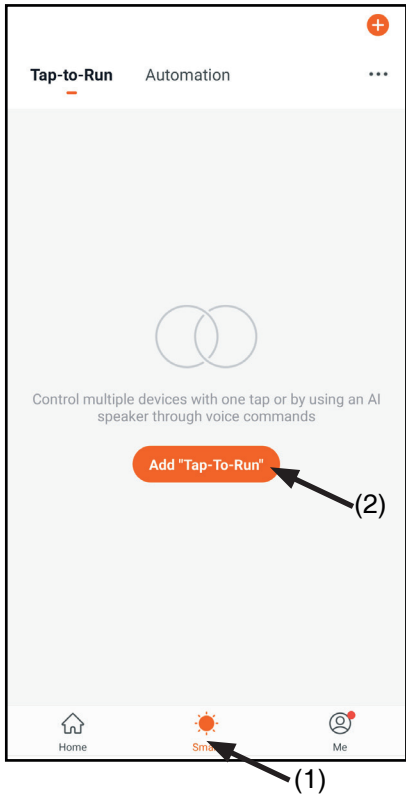 Tap-to-Run Automation
Control multiple devices with one tap or by using an AI
speaker through voice commands
Add "Tap-To-Run"
(2)
Home Smart Me
(1)